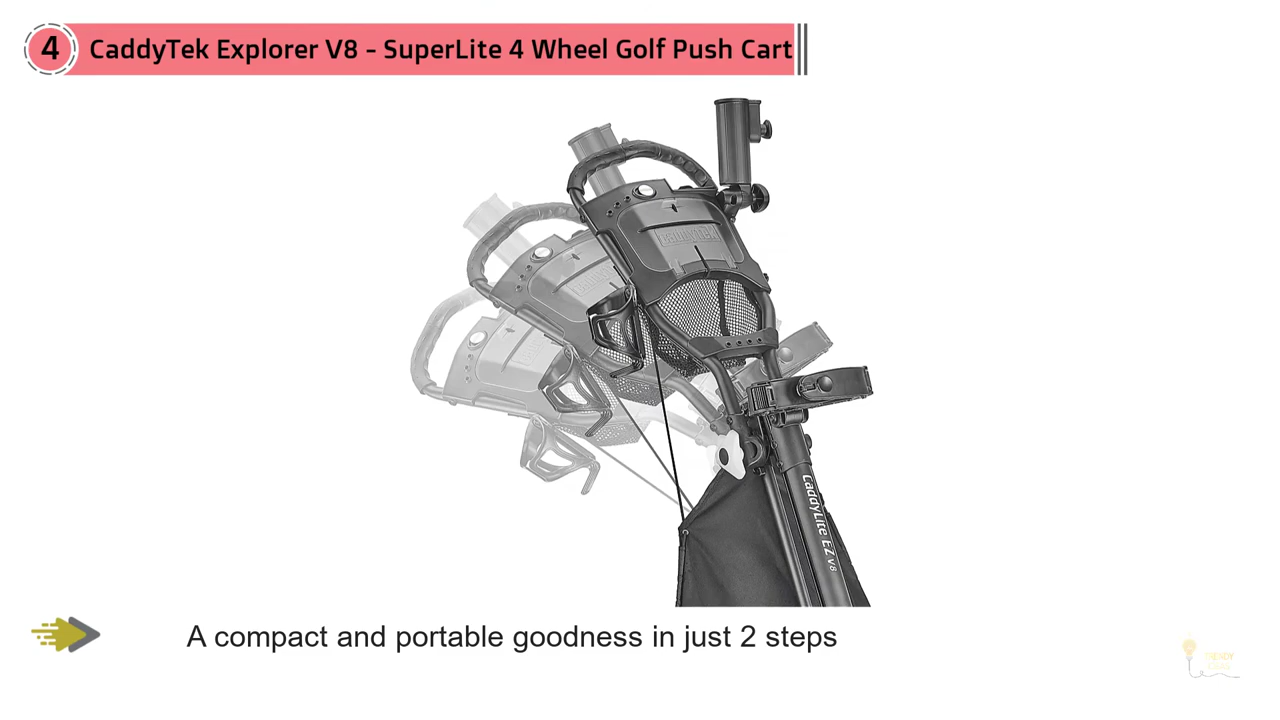 4
CaddyTek Explorer V8 - SuperLite 4 Wheel Golf Push Cart
CADDYTEK
CaddyLite EZ v8
A compact and portable goodness in just 2 steps